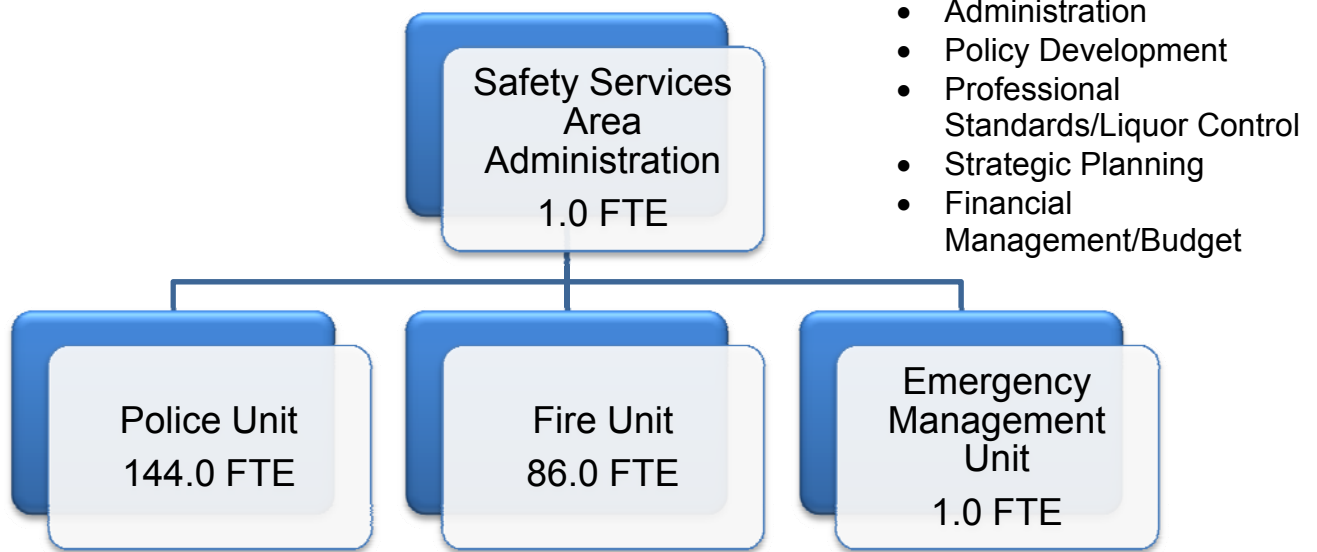 Safety Services
Area
Administration
1.0 FTE
• Administration
• Policy Development
• Professional
Standards/Liquor Control
• Strategic Planning
• Financial
Management/Budget
Police Unit
144.0 FTE
Fire Unit
86.0 FTE
Emergency
Management
Unit
1.0 FTE